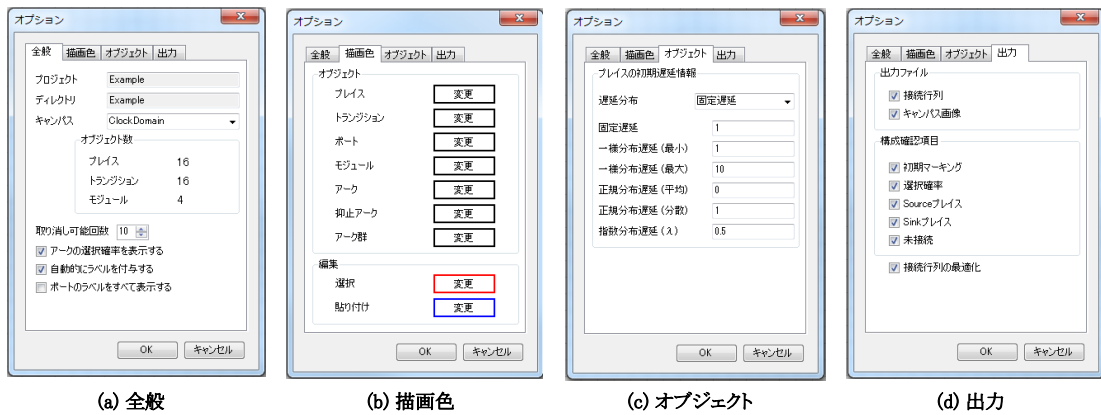 オプション
全般 描画色 オブジェクト 出力
プロジェクト Example
ディレクトリ Example
キャンパス ClockDomain
オブジェクト数
プレイス 16
トランジション 16
モジュール 4
取り消し可能回数 10
アークの選択確率を表示する
自動的にラベルを付与する
ポートのラベルをすべて表示する
OK キャンセル
(a) 全般
オプション
全般 描画色 オブジェクト 出力
オブジェクト
プレイス 変更
トランジション 変更
ポート 変更
モジュール 変更
アーク 変更
抑止アーク 変更
アーク群 変更
編集
選択 変更
貼り付け 変更
OK キャンセル
(b) 描画色
オプション
全般 描画色 オブジェクト 出力
プレイスの初期遅延情報
遅延分布 固定遅延
固定遅延 1
一様分布遅延 (最小) 1
一様分布遅延 (最大) 10
正規分布遅延 (平均) 0
正規分布遅延 (分散) 1
指数分布遅延 (λ) 0.5
OK キャンセル
(c) オブジェクト
オプション
全般 描画色 オブジェクト 出力
出力ファイル
接続行列
キャンパス画像
構成確認項目
初期マーキング
選択確率
Sourceプレイス
Sinkプレイス
未接続
接続行列の最適化
OK キャンセル
(d) 出力